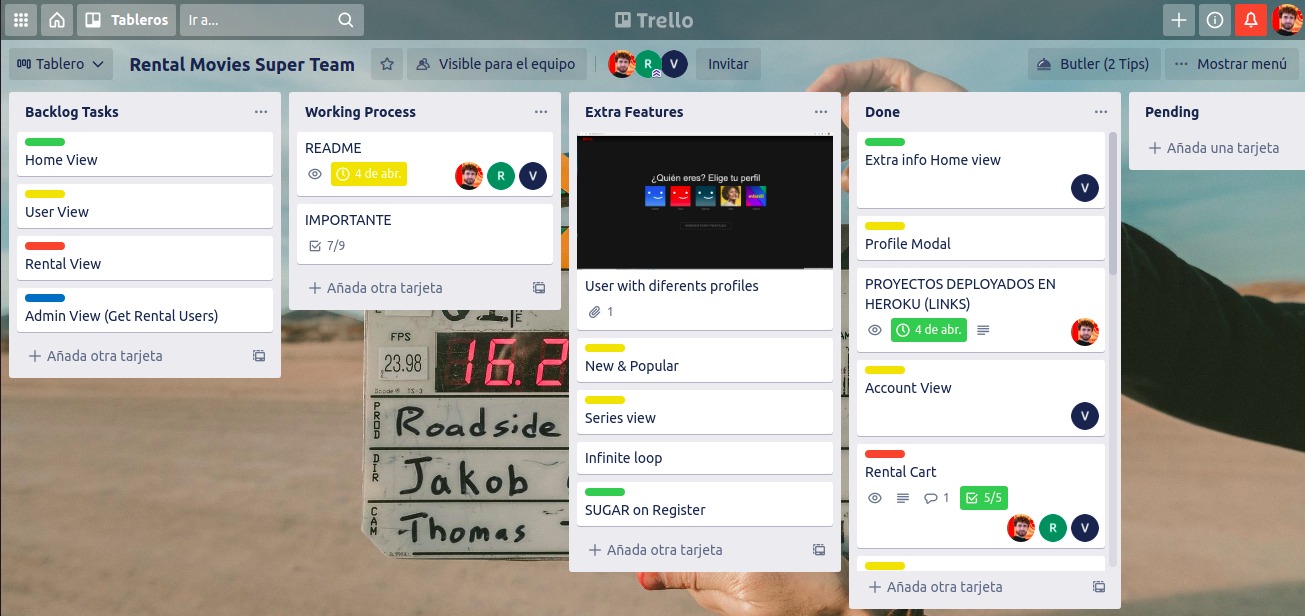 Tableros
Ir a...
Trello
Tablero
Rental Movies Super Team
Visible para el equipo
R
V
Invitar
Butler (2 Tips)
Mostrar menú
Backlog Tasks
Home View
User View
Rental View
Admin View (Get Rental Users)
Añada otra tarjeta
Working Process
README
4 de abr.
R
V
IMPORTANTE
7/9
Añada otra tarjeta
Extra Features
¿Quién eres? Elige tu perfil
User with diferents profiles
1
New & Popular
Series view
Infinite loop
SUGAR on Register
Añada otra tarjeta
Done
Extra info Home view
V
Profile Modal
PROYECTOS DEPLOYADOS EN
HEROKU (LINKS)
4 de abr.
Account View
V
Rental Cart
1
5/5
R
V
Añada otra tarjeta
Pending
Añada una tarjeta
FPS
23.98
16.2
PROD
Roadside
DIR
Jakob
CAM
Thomas